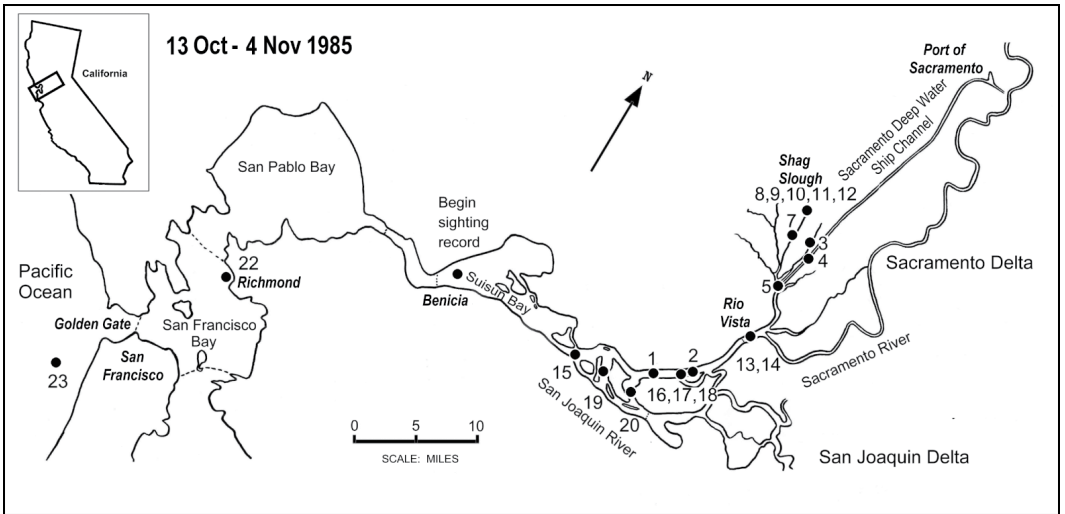 13 Oct - 4 Nov 1985
California
N
Port of
Sacramento
Sacramento Deep Water
Ship Channel
San Pablo Bay
Shag
Slough
8,9,10,11,12
7
3
4
5
Begin
sighting
record
Pacific
Ocean
22
Richmond
Suisun Bay
Benicia
Sacramento Delta
Rio
Vista
Golden Gate
San Francisco
Bay
San
Francisco
23
13,14
Sacramento River
1
2
15
16,17,18
19
20
San Joaquin River
0
5
10
SCALE: MILES
San Joaquin Delta